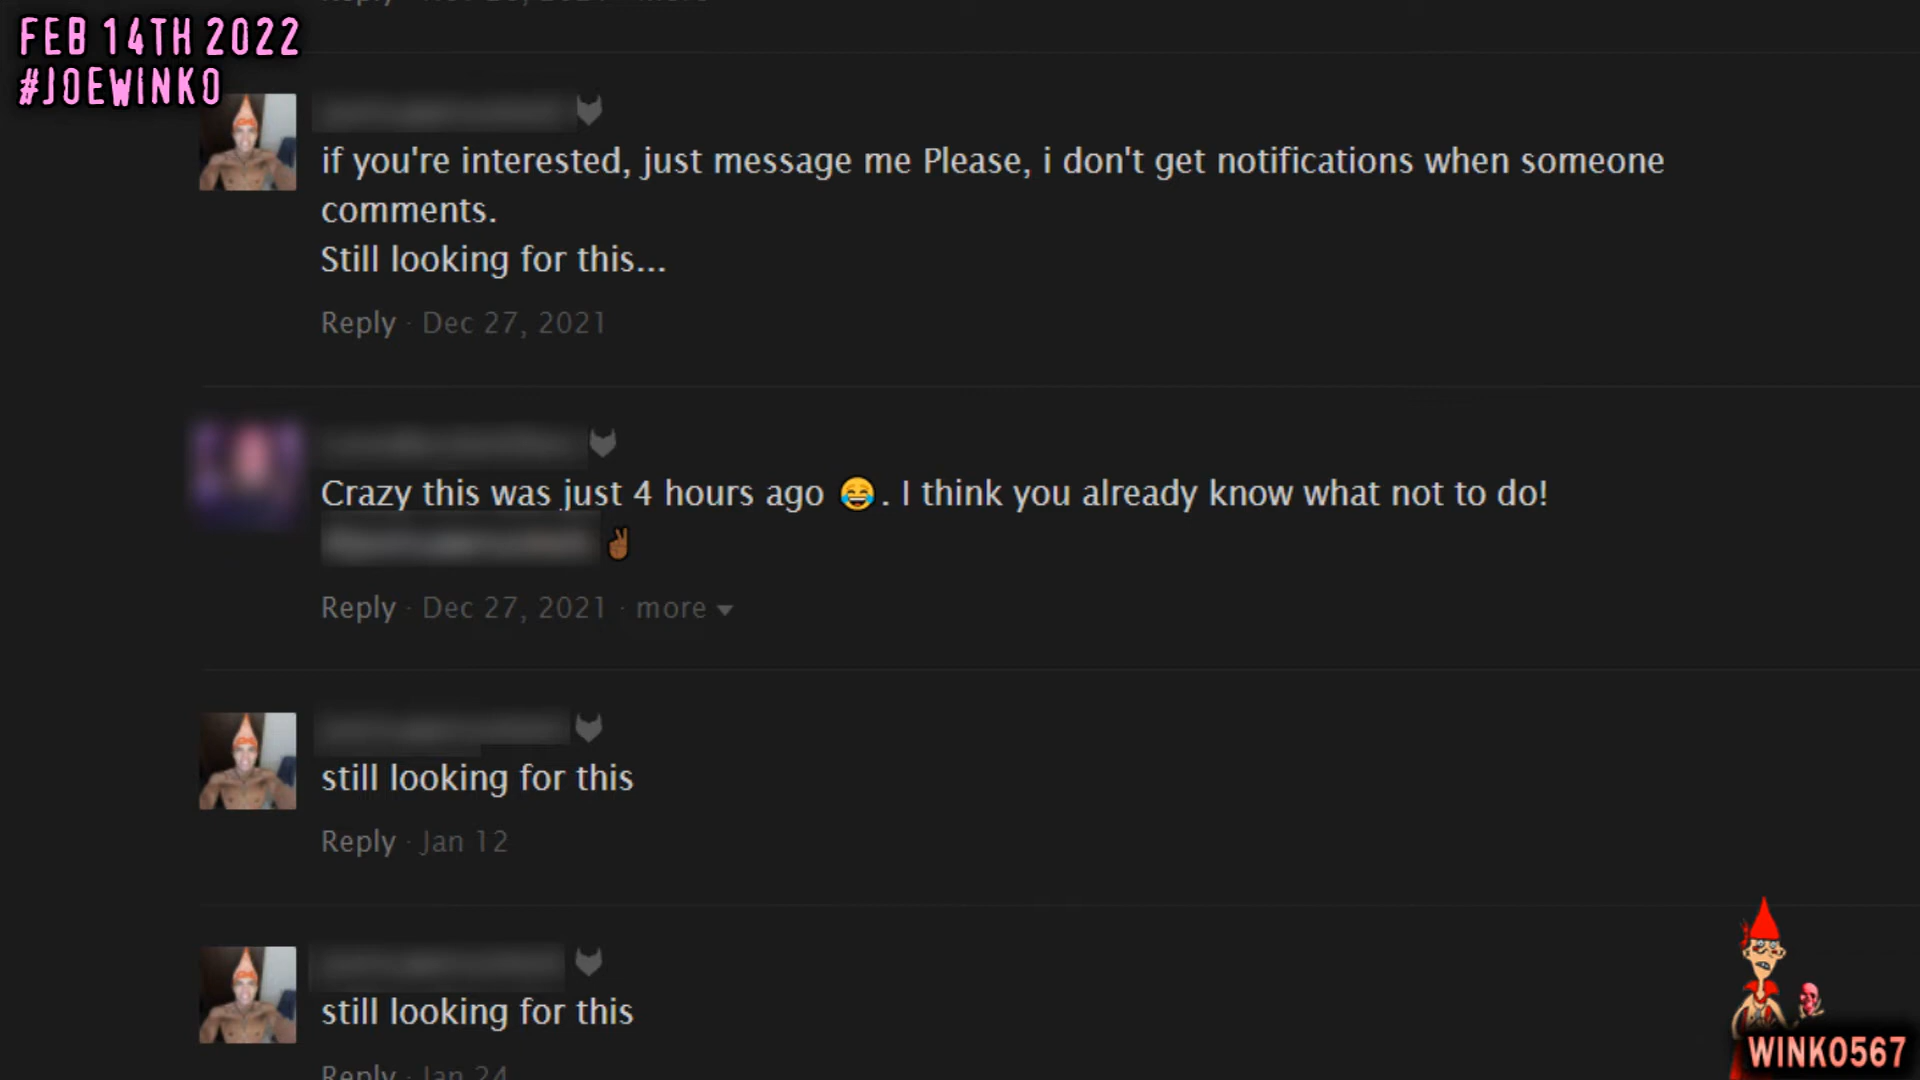 FEB 14TH 2022
#JOEWINKO
if you're interested, just message me Please, i don't get notifications when someone
comments.
Still looking for this...
Reply · Dec 27, 2021
Crazy this was just 4 hours ago 😂. I think you already know what not to do!
✌🏾
Reply · Dec 27, 2021 · more ▾
still looking for this
Reply · Jan 12
still looking for this
Reply · Jan 24
WINKO567